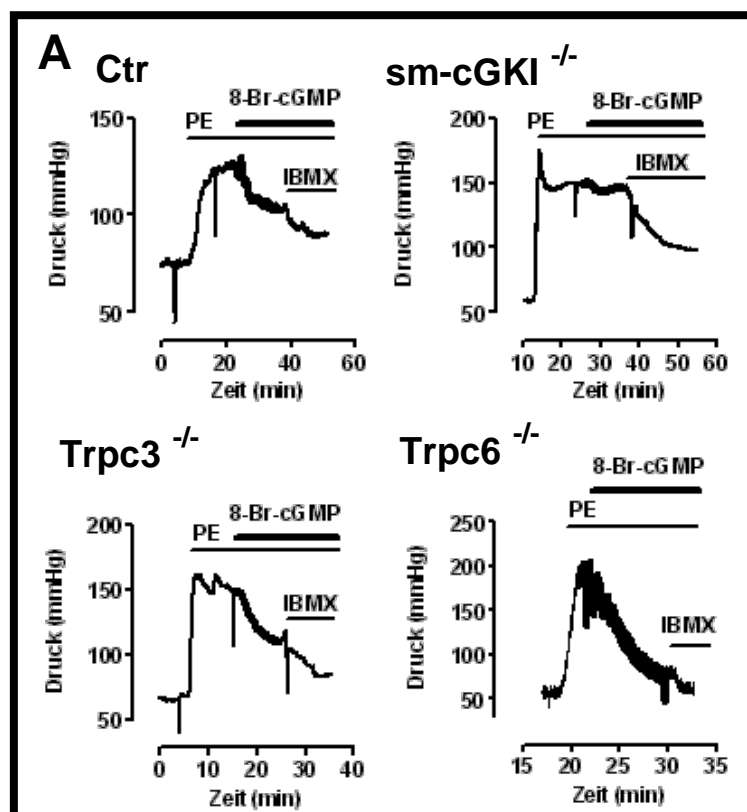 A
Ctr
8-Br-cGMP
PE
IBMX
150
100
50
Druck (mmHg)
0 20 40 60
Zeit (min)
sm-cGKI -/-
8-Br-cGMP
PE
IBMX
200
150
100
50
Druck (mmHg)
10 20 30 40 50 60
Zeit (min)
Trpc3 -/-
8-Br-cGMP
PE
IBMX
200
150
100
50
Druck (mmHg)
0 10 20 30 40
Zeit (min)
Trpc6 -/-
8-Br-cGMP
PE
IBMX
250
200
150
100
50
Druck (mmHg)
15 20 25 30 35
Zeit (min)